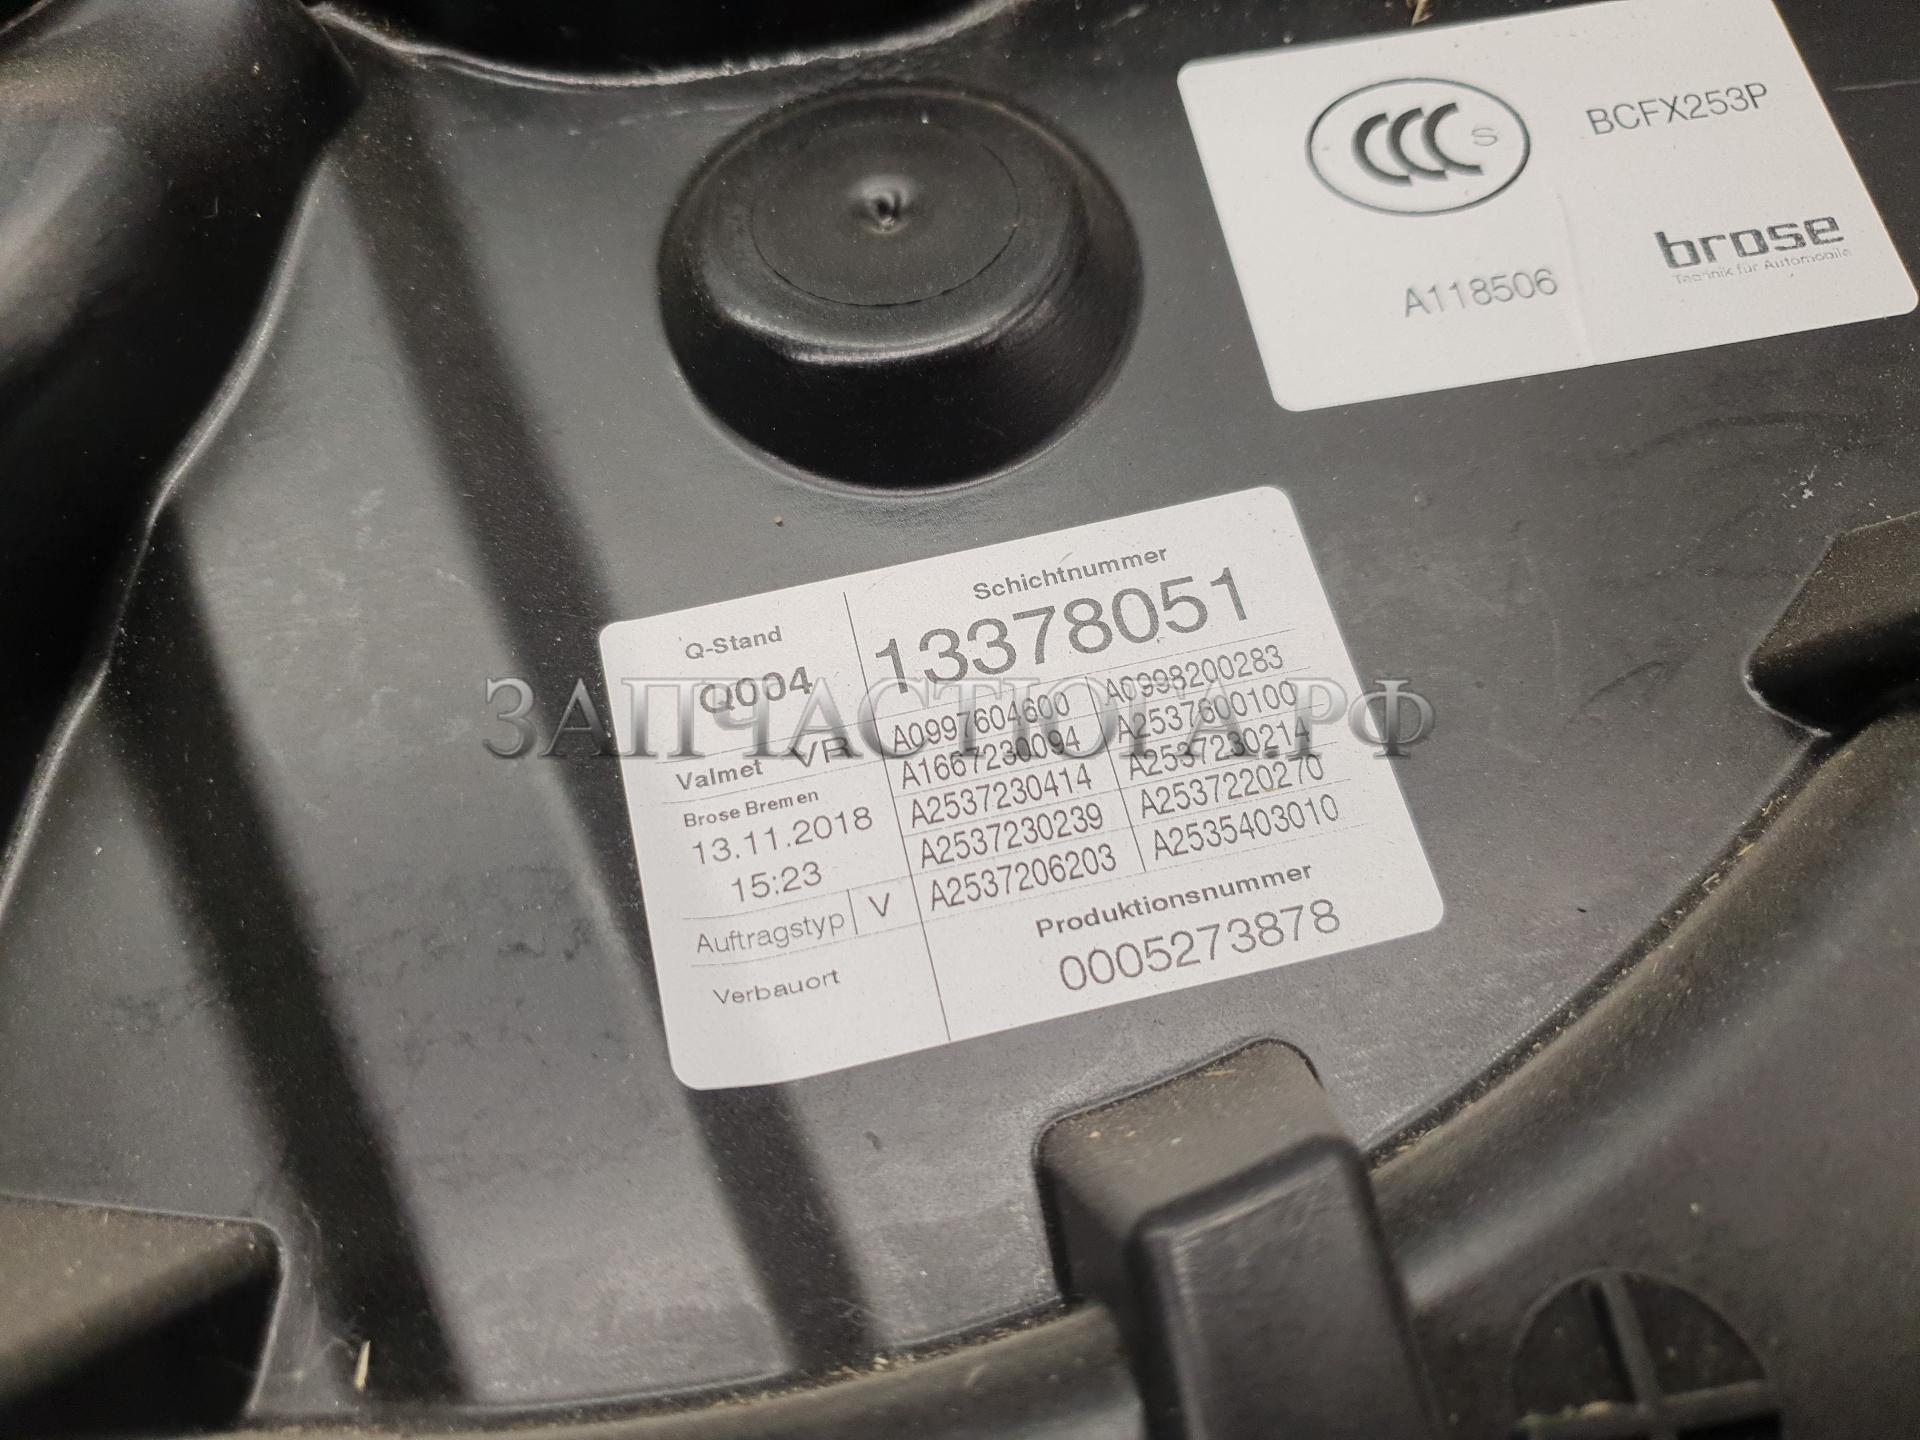 CCC S
BCFX253P
A118506
brose
Technik für Automobile
Q-Stand
Q004
Schichtnummer
13378051
Valmet VR
Brose Bremen
13.11.2018
15:23
Auftragstyp V
Verbauort
A0997604600 A0998200283
A1667230094 A2537600100
A2537230414 A2537230214
A2537230239 A2537220270
A2537206203 A2535403010
Produktionsnummer
0005273878
ЗАПЧАСТЮГА.РФ